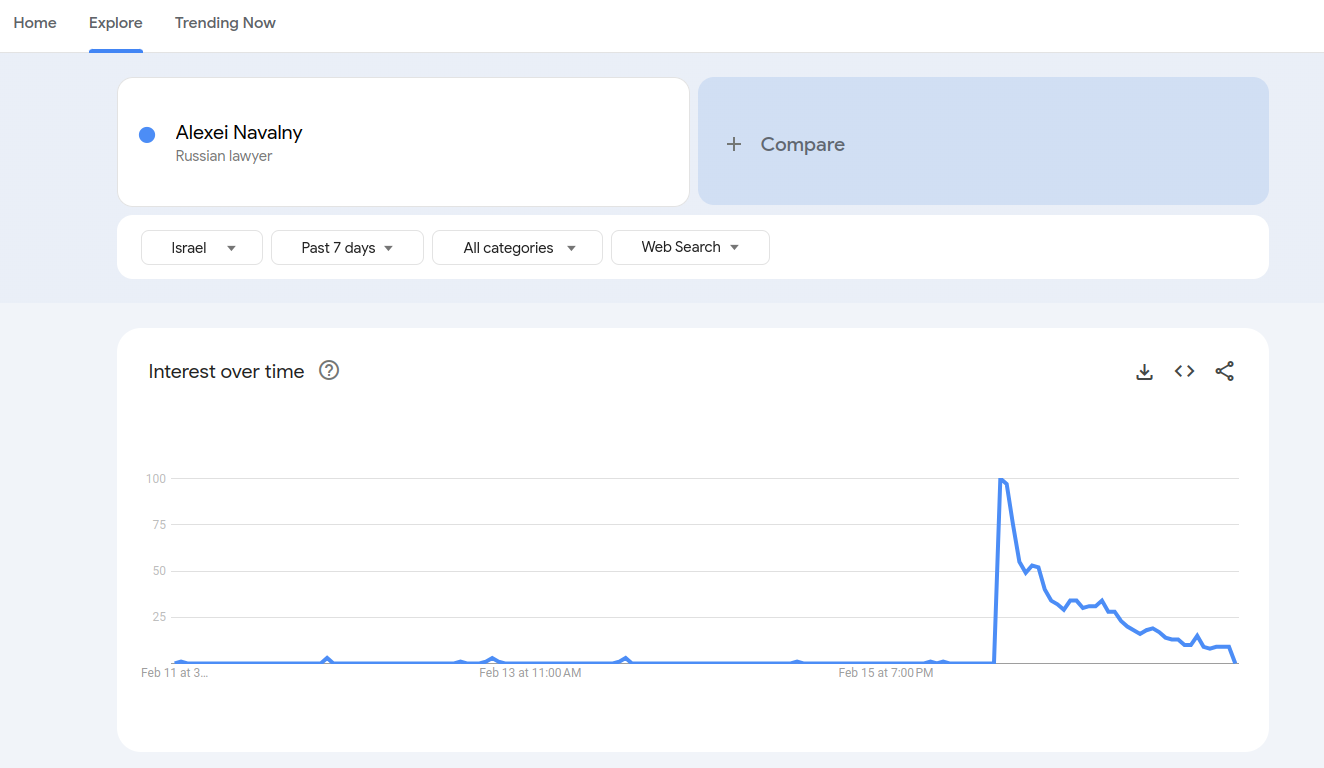 Home Explore Trending Now
Alexei Navalny
Russian lawyer
+ Compare
Israel
Past 7 days
All categories
Web Search
Interest over time
100
75
50
25
Feb 11 at 3...
Feb 13 at 11:00 AM
Feb 15 at 7:00 PM